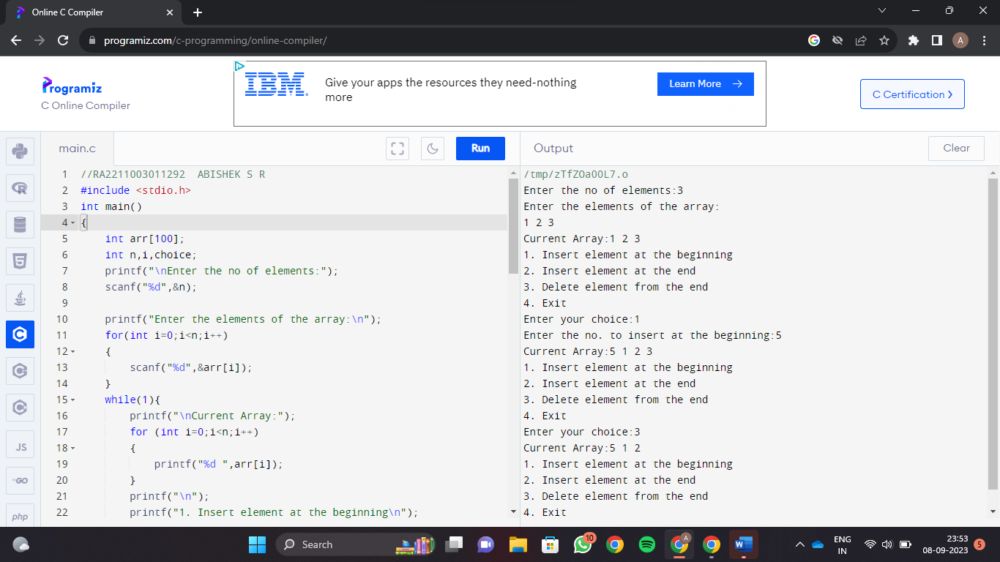 Online C Compiler
programiz.com/c-programming/online-compiler/
A
Programiz
C Online Compiler
IBM
Give your apps the resources they need-nothing
more
Learn More
C Certification
main.c
Run
Output
Clear
1 //RA2211003011292  ABISHEK S R
2 #include <stdio.h>
3 int main()
4 {
5     int arr[100];
6     int n,i,choice;
7     printf("\nEnter the no of elements:");
8     scanf("%d",&n);
9
10     printf("Enter the elements of the array:\n");
11     for(int i=0;i<n;i++)
12     {
13         scanf("%d",&arr[i]);
14     }
15     while(1){
16         printf("\nCurrent Array:");
17         for (int i=0;i<n;i++)
18         {
19             printf("%d ",arr[i]);
20         }
21         printf("\n");
22         printf("1. Insert element at the beginning\n");
JS
GO
php
/tmp/zTfZOa0OL7.o
Enter the no of elements:3
Enter the elements of the array:
1 2 3
Current Array:1 2 3
1. Insert element at the beginning
2. Insert element at the end
3. Delete element from the end
4. Exit
Enter your choice:1
Enter the no. to insert at the beginning:5
Current Array:5 1 2 3
1. Insert element at the beginning
2. Insert element at the end
3. Delete element from the end
4. Exit
Enter your choice:3
Current Array:5 1 2
1. Insert element at the beginning
2. Insert element at the end
3. Delete element from the end
4. Exit
Search
10
A
W
ENG
IN
23:53
08-09-2023
5